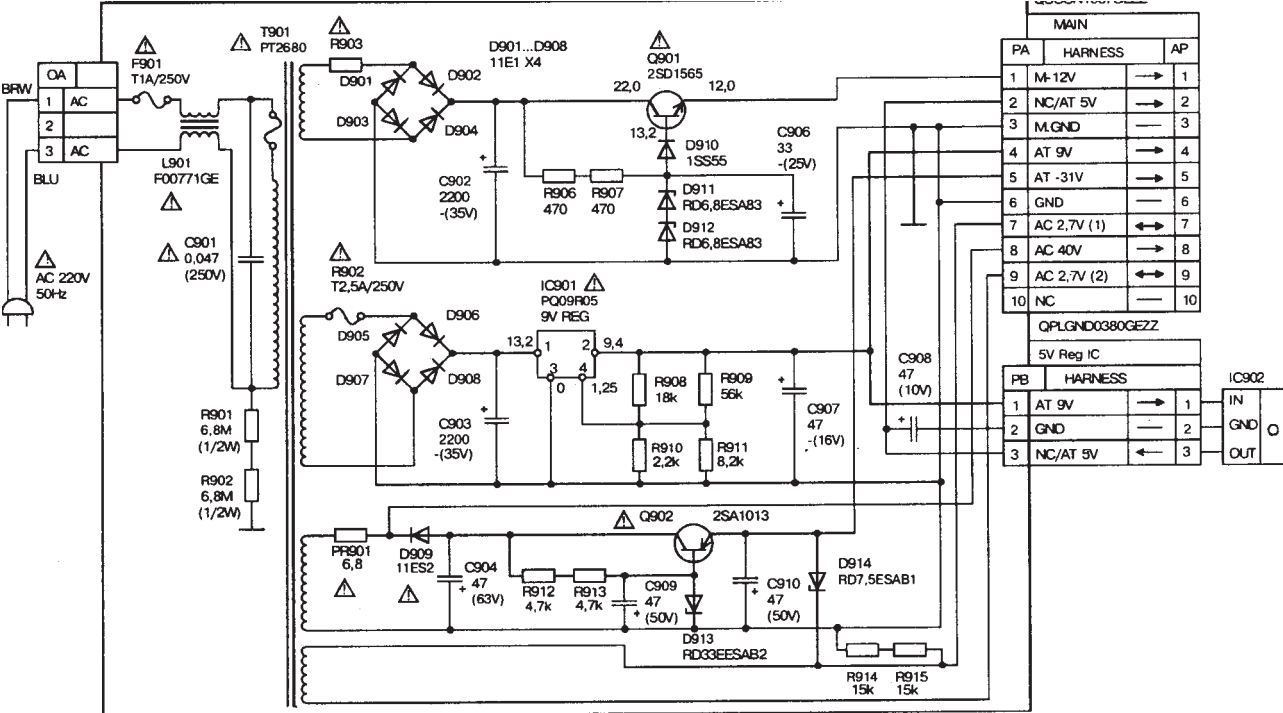 MAIN
PA HARNESS AP
1 M-12V 1
2 NC/AT 5V 2
3 M.GND 3
4 AT 9V 4
5 AT -31V 5
6 GND 6
7 AC 2,7V (1) 7
8 AC 40V 8
9 AC 2,7V (2) 9
10 NC 10
QPLGND0380GEZZ
5V Reg IC
PB HARNESS
1 AT 9V 1
2 GND 2
3 NC/AT 5V 3
IC902
IN
GND
OUT
O
OA
1 AC
2
3 AC
BRW
BLU
AC 220V
50Hz
F901
T1A/250V
L901
F00771GE
C901
0,047
(250V)
T901
PT2680
R901
6,8M
(1/2W)
R902
6,8M
(1/2W)
R903
D901
D902
D903
D904
D901...D908
11E1 X4
C902
2200
-(35V)
R906
470
R907
470
Q901
2SD1565
22,0
12,0
13,2
D910
1SS55
D911
RD6,8ESA83
D912
RD6,8ESA83
C906
33
-(25V)
R902
T2,5A/250V
D905
D906
D907
D908
C903
2200
-(35V)
IC901
PQ09R05
9V REG
13,2
1 2
3 4
9,4
0
1,25
R908
18k
R909
56k
R910
2,2k
R911
8,2k
C907
47
-(16V)
C908
47
(10V)
PR901
6,8
D909
11ES2
C904
47
(63V)
R912
4,7k
R913
4,7k
C909
47
(50V)
Q902
2SA1013
D913
RD33EESAB2
C910
47
(50V)
D914
RD7,5ESAB1
R914
15k
R915
15k